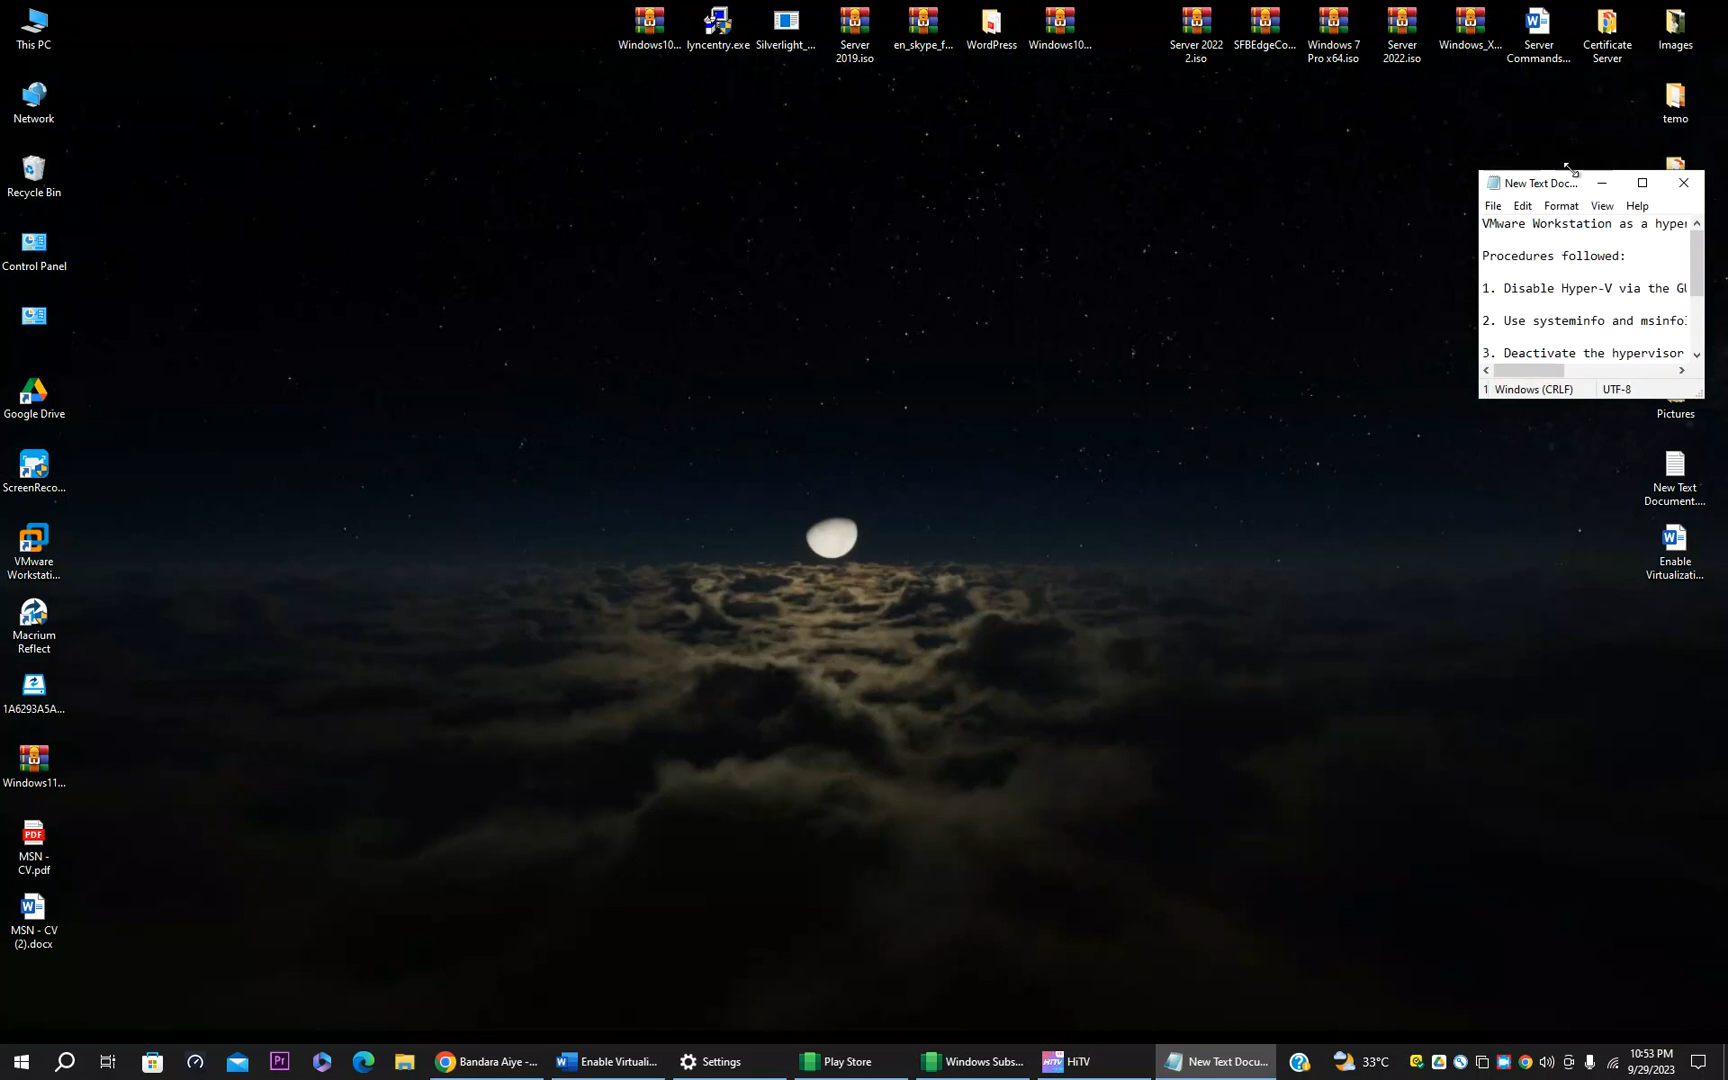 This PC
Windows10...
lyncentry.exe
Silverlight_...
Server
2019.iso
en_skype_f...
WordPress
Windows10...
Server 2022
2.iso
SFBEdgeCo...
Windows 7
Pro x64.iso
Server
2022.iso
Windows_X...
Server
Commands...
Certificate
Server
Images
Network
temo
Recycle Bin
New Text Doc...
File Edit Format View Help
VMware Workstation as a hyper
Procedures followed:
1. Disable Hyper-V via the GU
2. Use systeminfo and msinfo
3. Deactivate the hypervisor
1 Windows (CRLF) UTF-8
Control Panel
Google Drive
Pictures
ScreenReco...
New Text
Document....
VMware
Workstati...
Enable
Virtualizati...
Macrium
Reflect
1A6293A5A...
Windows11...
PDF
MSN -
CV.pdf
MSN - CV
(2).docx
Pr
Bandara Aiye -...
Enable Virtuali...
Settings
Play Store
Windows Subs...
HiTV
HiTV
New Text Docu...
33°C
10:53 PM
9/29/2023